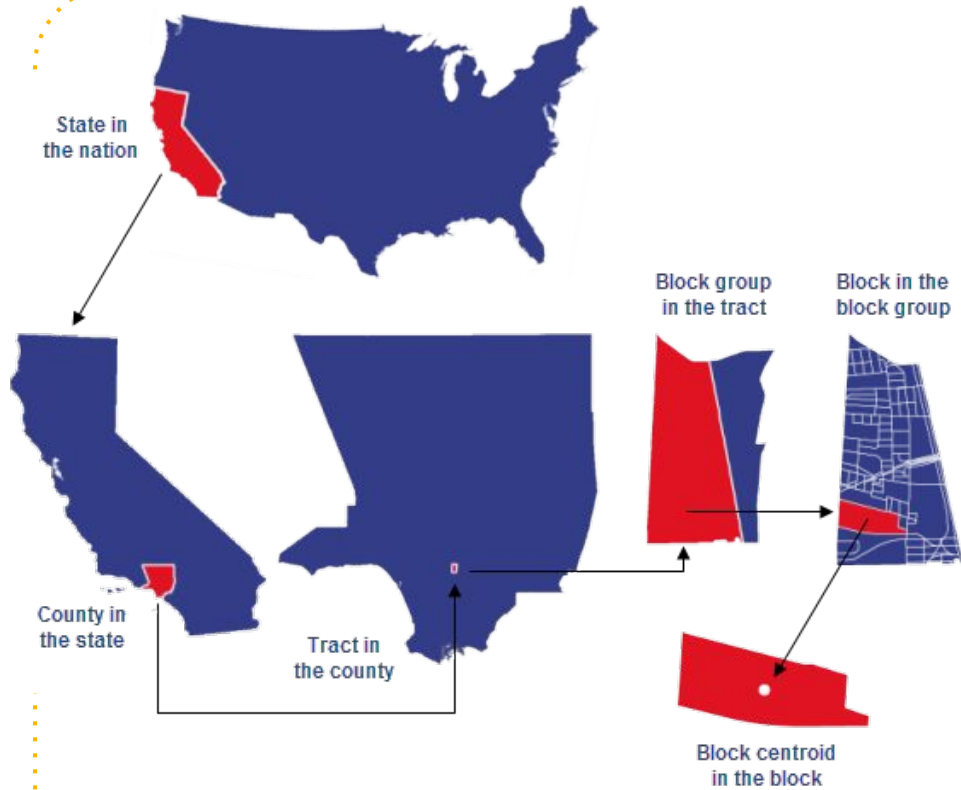 State in
the nation
Block group
in the tract
Block in the
block group
County in
the state
Tract in
the county
Block centroid
in the block